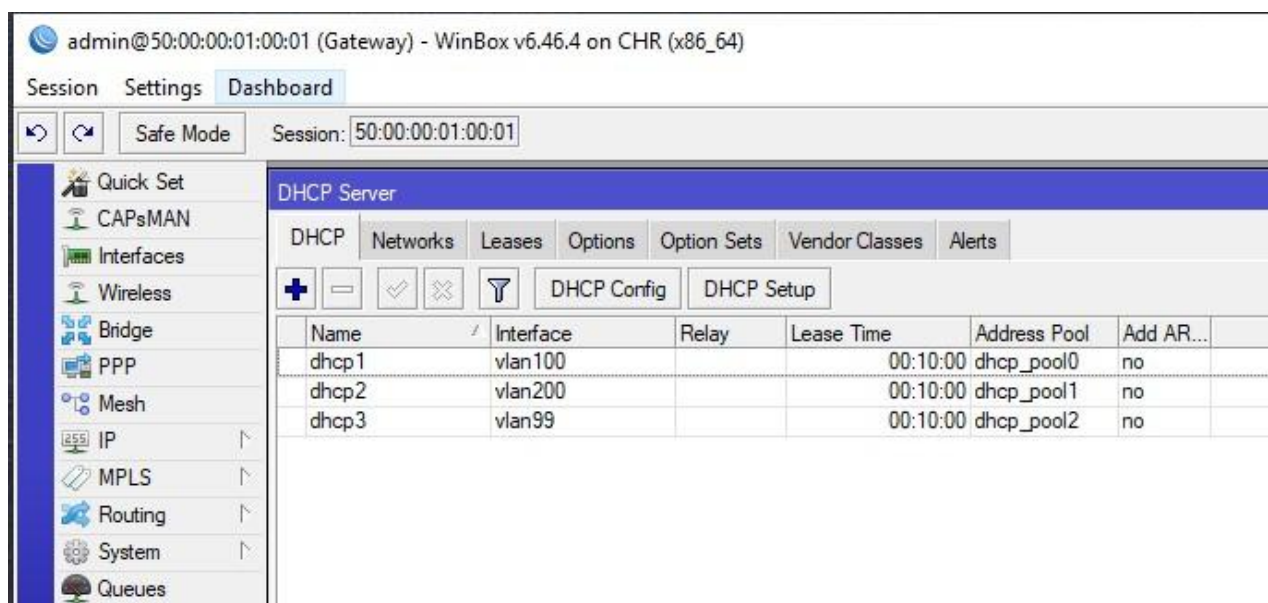 admin@50:00:00:01:00:01 (Gateway) - WinBox v6.46.4 on CHR (x86_64)
Session Settings Dashboard
Safe Mode Session: 50:00:00:01:00:01
Quick Set
CAPsMAN
Interfaces
Wireless
Bridge
PPP
Mesh
255 IP
MPLS
Routing
System
Queues
DHCP Server
DHCP Networks Leases Options Option Sets Vendor Classes Alerts
DHCP Config DHCP Setup
Name Interface Relay Lease Time Address Pool Add AR...
dhcp1 vlan100 00:10:00 dhcp_pool0 no
dhcp2 vlan200 00:10:00 dhcp_pool1 no
dhcp3 vlan99 00:10:00 dhcp_pool2 no